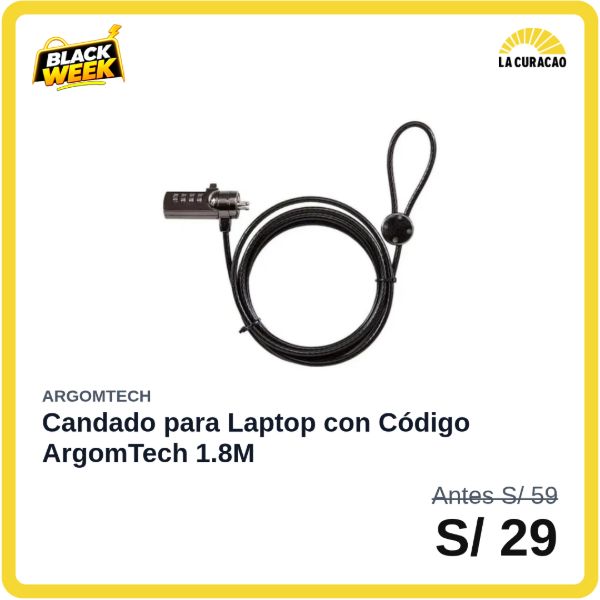 BLACK
WEEK
LA CURACAO
ARGOMTECH
Candado para Laptop con Código
ArgomTech 1.8M
Antes S/ 59
S/ 29